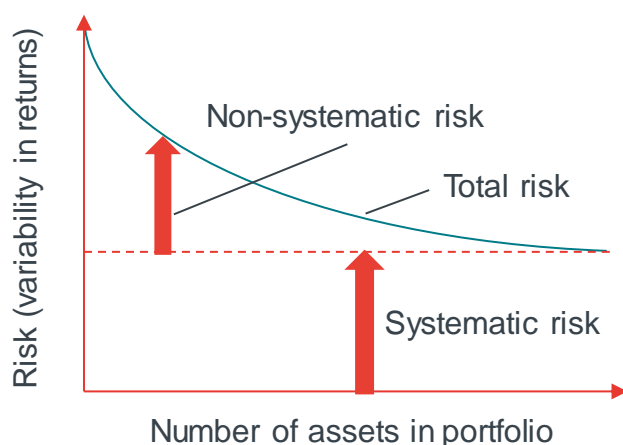 Risk (variability in returns)
Non-systematic risk
Total risk
Systematic risk
Number of assets in portfolio